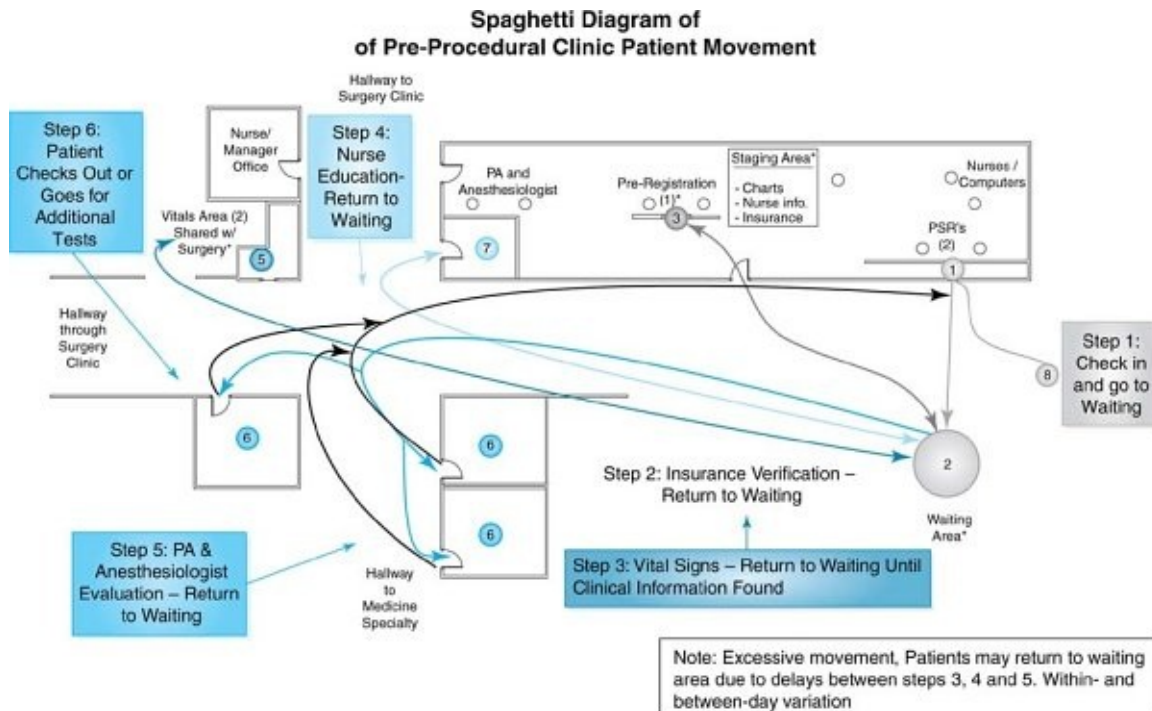 Spaghetti Diagram of
of Pre-Procedural Clinic Patient Movement
Hallway to
Surgery Clinic
Step 6:
Patient
Checks Out or
Goes for
Additional
Tests
Nurse/
Manager
Office
Step 4:
Nurse
Education-
Return to
Waiting
PA and
Anesthesiologist
Pre-Registration
(1)*
3
Staging Area*
- Charts
- Nurse info.
- Insurance
Nurses /
Computers
Vitals Area (2)
Shared w/
Surgery*
5
7
PSR's
(2)
1
Hallway
through
Surgery
Clinic
Step 1:
Check in
and go to
Waiting
8
6
6
6
2
Waiting
Area*
Step 2: Insurance Verification –
Return to Waiting
Step 3: Vital Signs – Return to Waiting Until
Clinical Information Found
Step 5: PA &
Anesthesiologist
Evaluation – Return
to Waiting
Hallway
to
Medicine
Specialty
Note: Excessive movement, Patients may return to waiting
area due to delays between steps 3, 4 and 5. Within- and
between-day variation